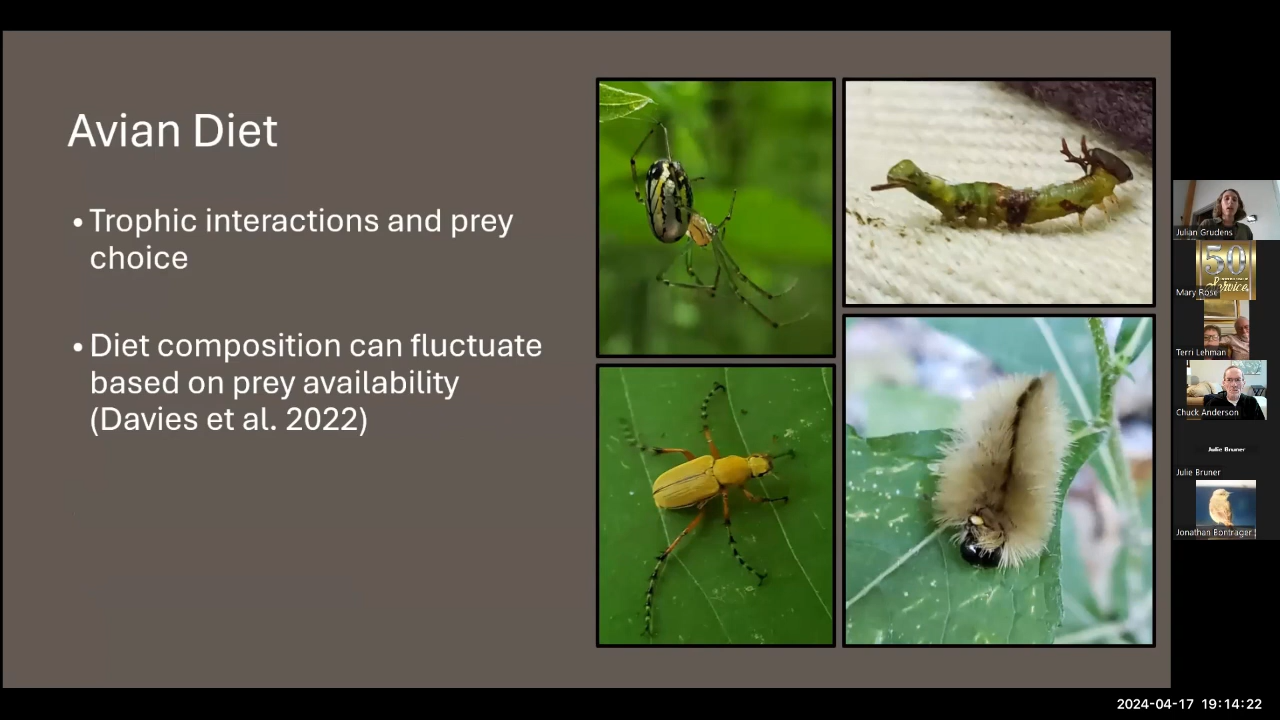 Avian Diet
• Trophic interactions and prey
choice
• Diet composition can fluctuate
based on prey availability
(Davies et al. 2022)
Julian Grudens
50
Service
Mary Rose
Terri Lehman
Chuck Anderson
Julie Bruner
Julie Bruner
Jonathan Bontrager
2024-04-17 19:14:22